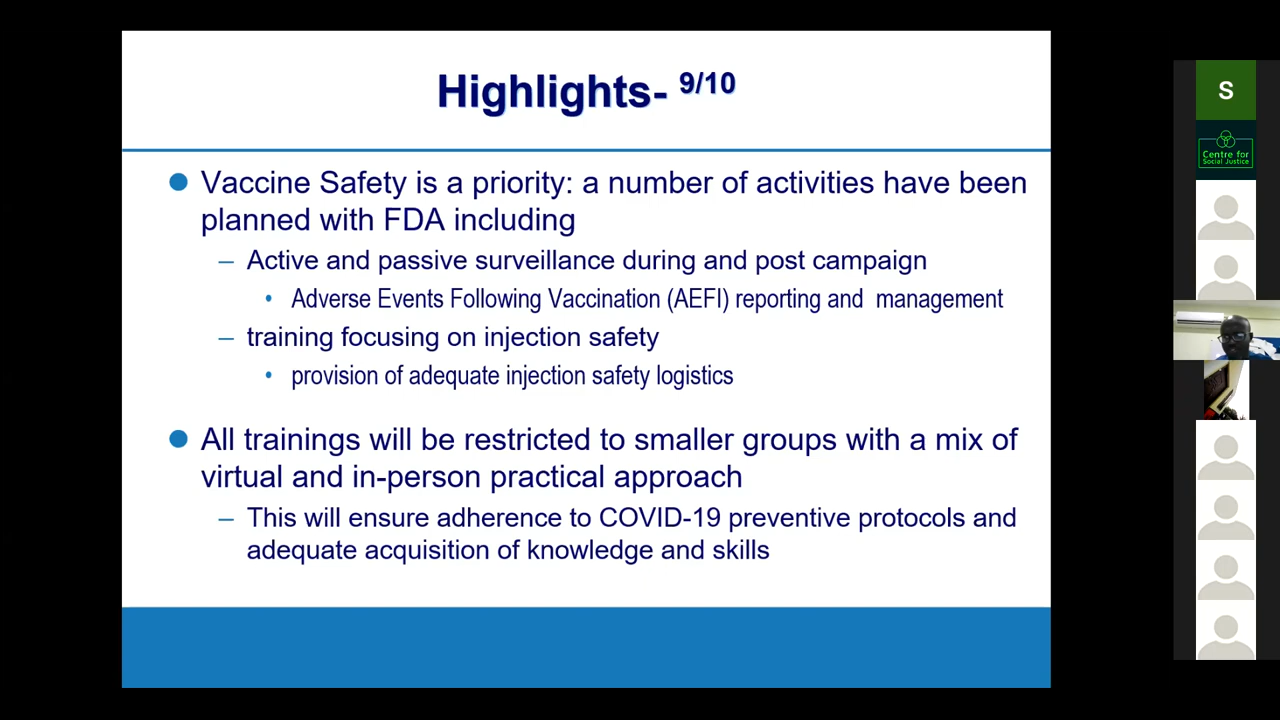 Highlights- 9/10
Vaccine Safety is a priority: a number of activities have been
planned with FDA including
– Active and passive surveillance during and post campaign
• Adverse Events Following Vaccination (AEFI) reporting and management
– training focusing on injection safety
• provision of adequate injection safety logistics
All trainings will be restricted to smaller groups with a mix of
virtual and in-person practical approach
– This will ensure adherence to COVID-19 preventive protocols and
adequate acquisition of knowledge and skills
S
Centre for
Social Justice